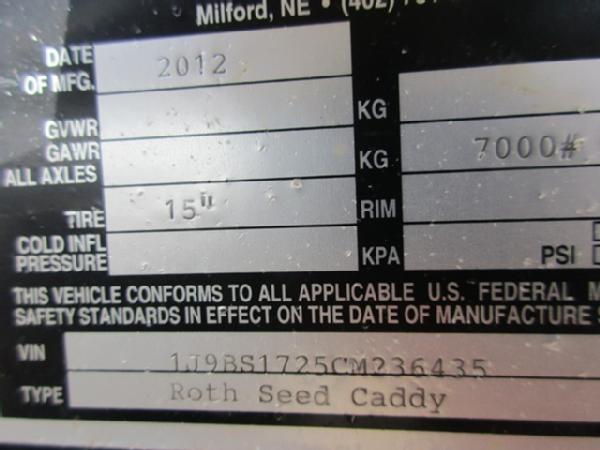 Milford, NE • (402)
DATE OF MFG. 2012
GVWR KG
GAWR ALL AXLES KG 7000#
TIRE 15" RIM
COLD INFL PRESSURE KPA PSI
THIS VEHICLE CONFORMS TO ALL APPLICABLE U.S. FEDERAL M
SAFETY STANDARDS IN EFFECT ON THE DATE OF MANUFACTURE S
VIN 1J9BS1725CM236435
TYPE Roth Seed Caddy